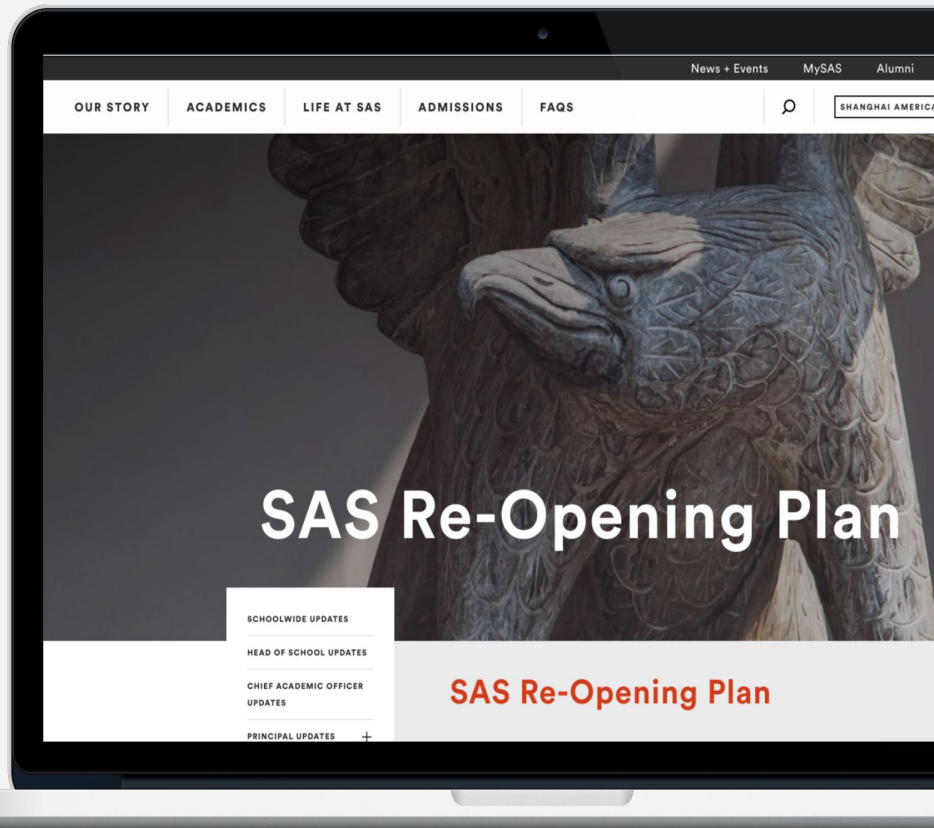 News + Events MySAS Alumni
OUR STORY ACADEMICS LIFE AT SAS ADMISSIONS FAQS
SHANGHAI AMERICA
SAS Re-Opening Plan
SCHOOLWIDE UPDATES
HEAD OF SCHOOL UPDATES
CHIEF ACADEMIC OFFICER
UPDATES
PRINCIPAL UPDATES +
SAS Re-Opening Plan